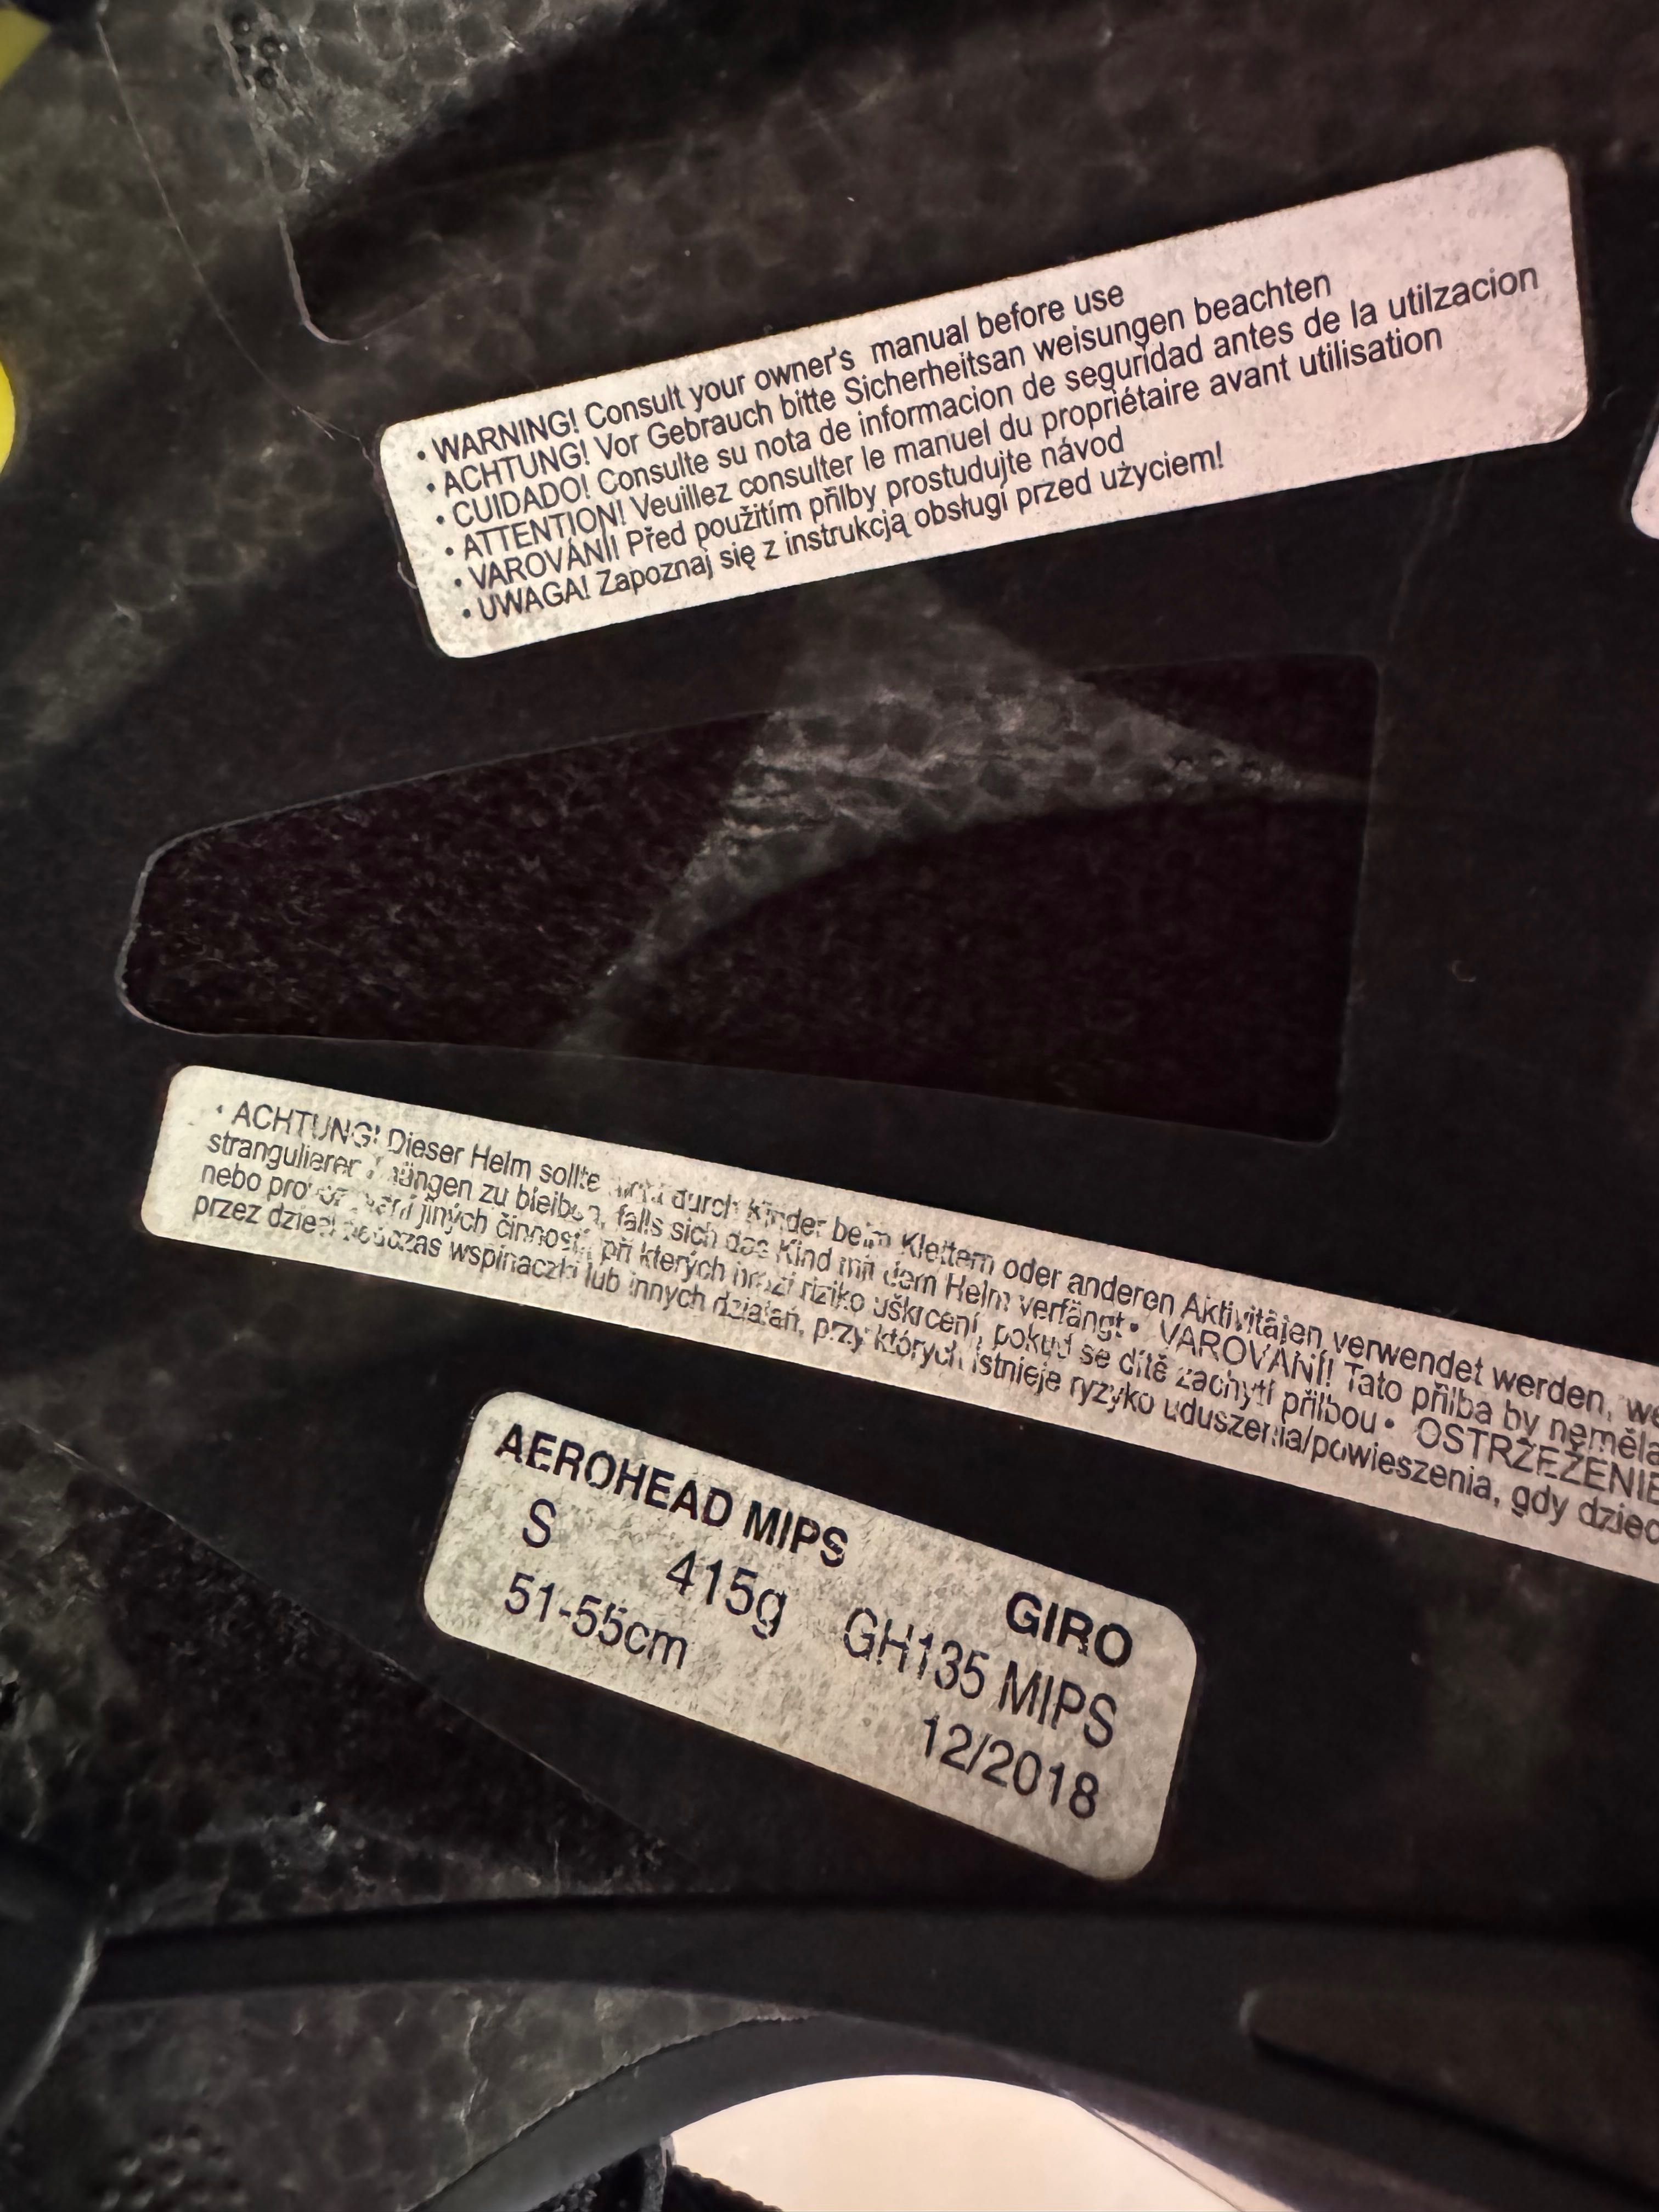 • WARNING! Consult your owner's manual before use
• ACHTUNG! Vor Gebrauch bitte Sicherheitsan weisungen beachten
• CUIDADO! Consulte su nota de informacion de seguridad antes de la utilzacion
• ATTENTION! Veuillez consulter le manuel du propriétaire avant utilisation
• VAROVÁNÍ! Před použitím přilby prostudujte návod
• UWAGA! Zapoznaj się z instrukcją obsługi przed użyciem!
• ACHTUNG! Dieser Helm sollte durch Kinder beim Klettern oder anderen Aktivitäjen verwendet werden,
hängen zu bleiben, falls sich das Kind mit dem Helm verfängt • VAROVÁNÍ! Tato přilba by neměla
nebo jiných činností, při kterých hrozí riziko uškrcení, pokud se dítě zachytí přilbou • OSTRZEŻENIE
przez dzieci podczas wspinaczki lub innych działań, przy których istnieje ryzyko uduszenia/powieszenia, gdy
AEROHEAD MIPS GIRO
S 415g GH135 MIPS
51-55cm 12/2018